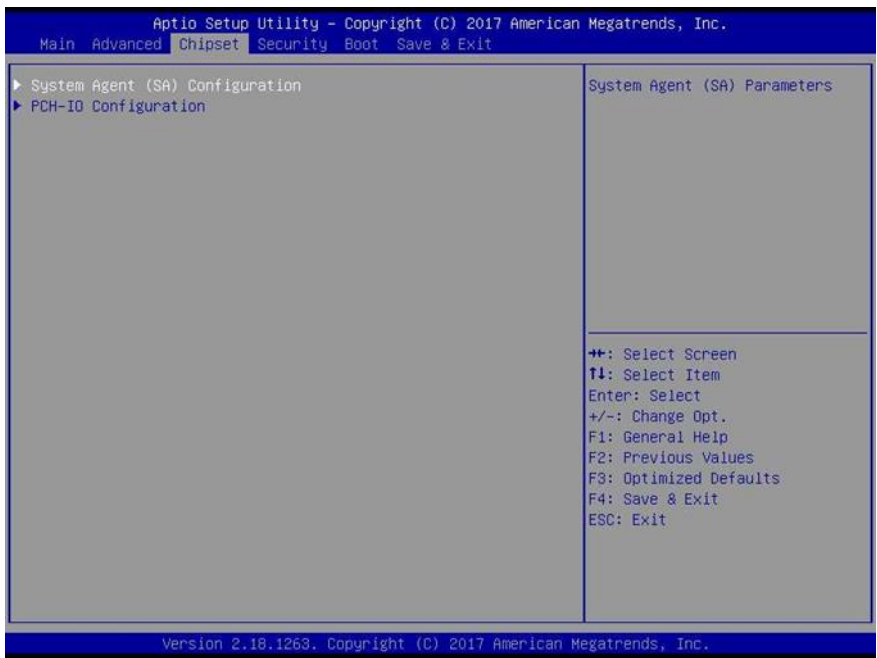 Aptio Setup Utility – Copyright (C) 2017 American Megatrends, Inc.
Main Advanced Chipset Security Boot Save & Exit
System Agent (SA) Configuration
PCH-IO Configuration
System Agent (SA) Parameters
→←: Select Screen
↑↓: Select Item
Enter: Select
+/-: Change Opt.
F1: General Help
F2: Previous Values
F3: Optimized Defaults
F4: Save & Exit
ESC: Exit
Version 2.18.1263. Copyright (C) 2017 American Megatrends, Inc.